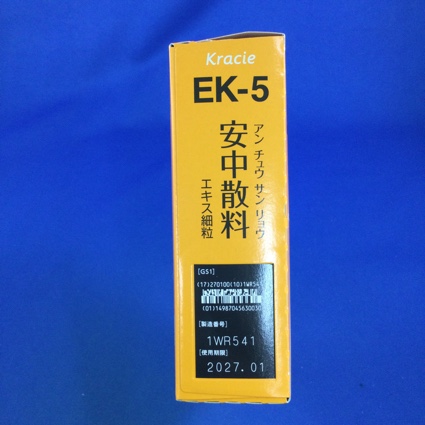 Kracie
EK-5
安中散料
アン チュウ サン リョウ
エキス細粒
[GS1]
(17)270100(10)1WR541
(01)14987045630030
[製造番号]
1WR541
[使用期限]
2027.01